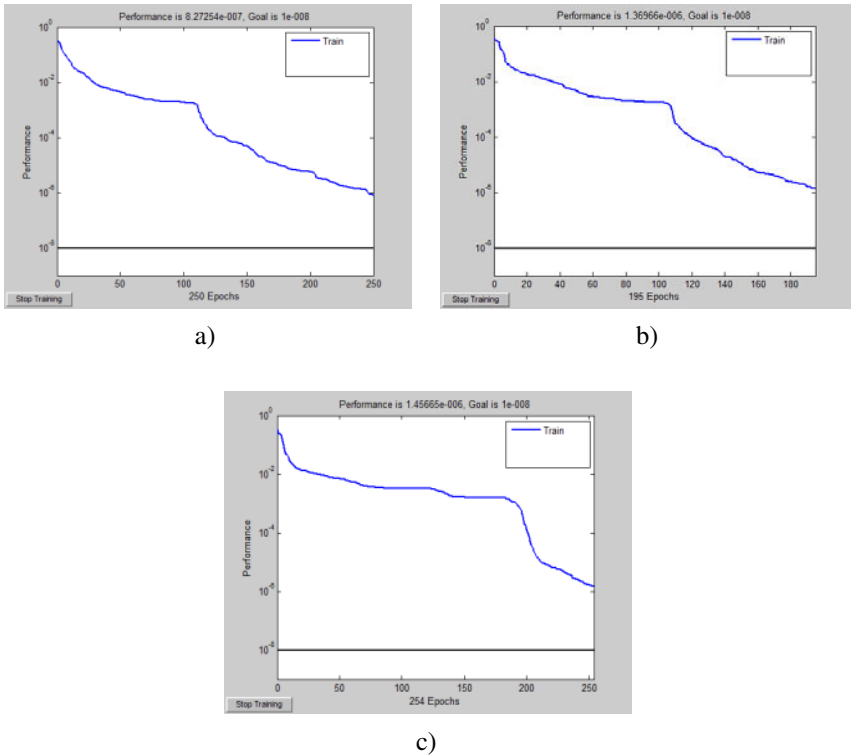 Performance is 8.27254e-007, Goal is 1e-008
10^0
10^-2
10^-4
10^-6
10^-8
Performance
Train
0 50 100 150 200 250
250 Epochs
Stop Training
a)
Performance is 1.36966e-006, Goal is 1e-008
10^0
10^-2
10^-4
10^-6
10^-8
Performance
Train
0 20 40 60 80 100 120 140 160 180
195 Epochs
Stop Training
b)
Performance is 1.45665e-006, Goal is 1e-008
10^0
10^-2
10^-4
10^-6
10^-8
Performance
Train
0 50 100 150 200 250
254 Epochs
Stop Training
c)